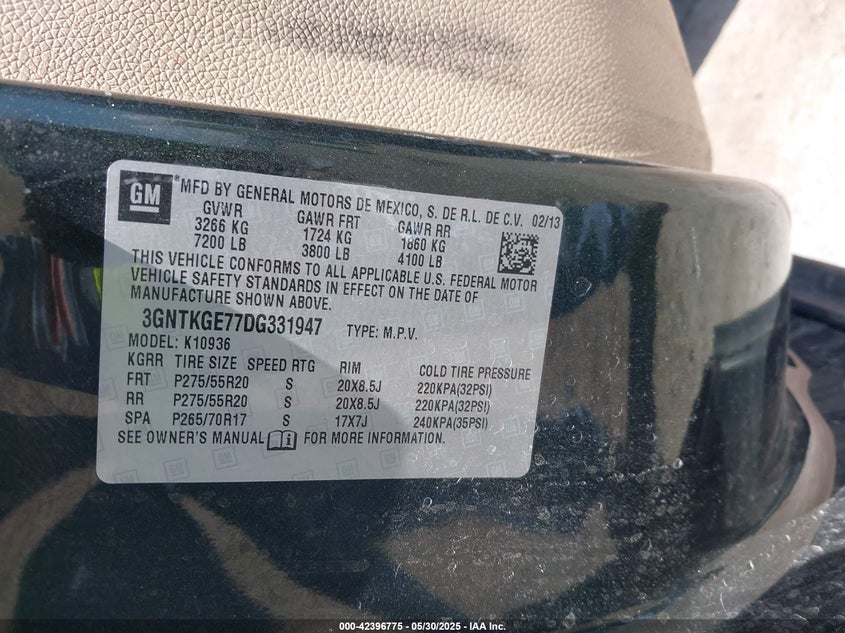 GM ®MFD BY GENERAL MOTORS DE MEXICO, S. DE R.L. DE C.V. 02/13
GVWR GAWR FRT GAWR RR
3266 KG 1724 KG 1860 KG
7200 LB 3800 LB 4100 LB
THIS VEHICLE CONFORMS TO ALL APPLICABLE U.S. FEDERAL MOTOR
VEHICLE SAFETY STANDARDS IN EFFECT ON THE DATE OF
MANUFACTURE SHOWN ABOVE.
3GNTKGE77DG331947 TYPE: M.P.V.
MODEL: K10936
KGRR TIRE SIZE SPEED RTG RIM COLD TIRE PRESSURE
FRT P275/55R20 S 20X8.5J 220KPA(32PSI)
RR P275/55R20 S 20X8.5J 220KPA(32PSI)
SPA P265/70R17 S 17X7J 240KPA(35PSI)
SEE OWNER'S MANUAL FOR MORE INFORMATION.
000-42396775 — 05/30/2025 — IAA Inc.